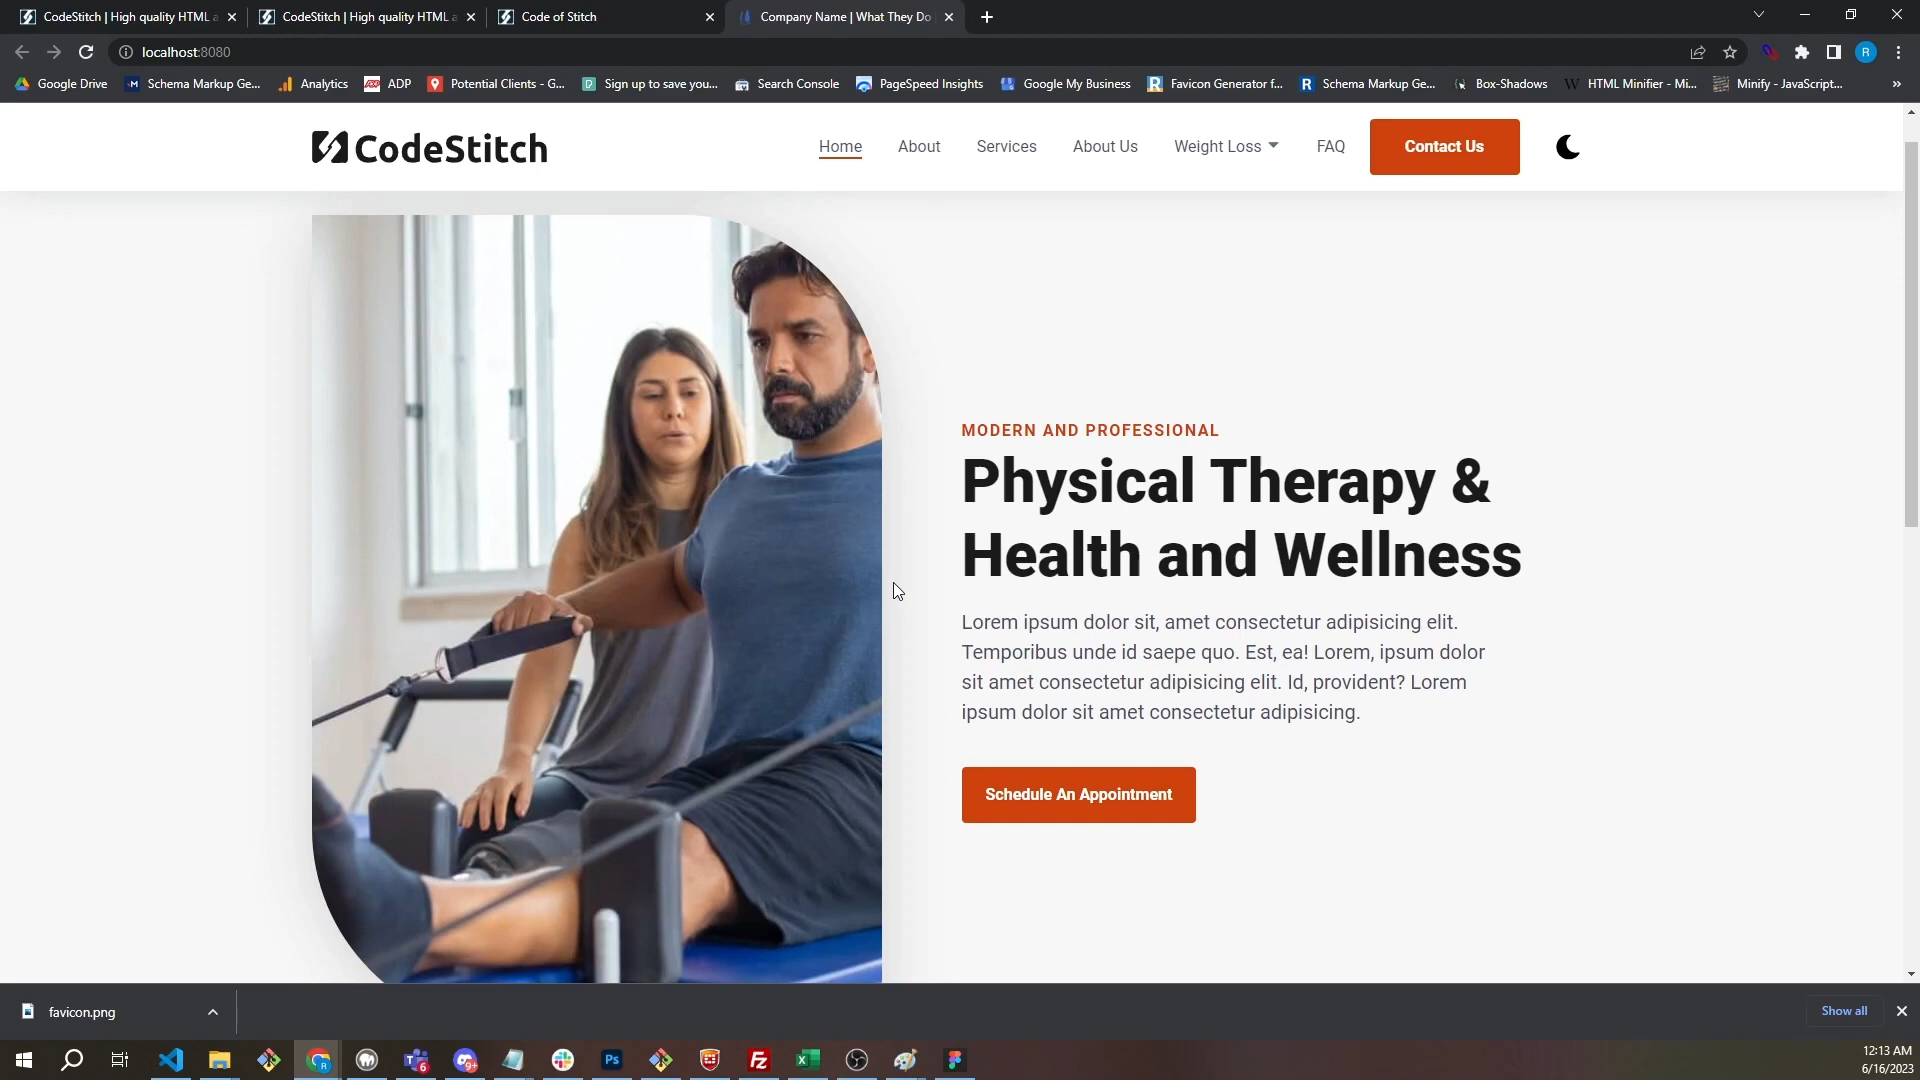 CodeStitch | High quality HTML a
CodeStitch | High quality HTML a
Code of Stitch
Company Name | What They Do
localhost:8080
R
Google Drive
Schema Markup Ge...
Analytics
ADP
Potential Clients - G...
Sign up to save you...
Search Console
PageSpeed Insights
Google My Business
Favicon Generator f...
Schema Markup Ge...
Box-Shadows
HTML Minifier - Mi...
Minify - JavaScript...
»
CodeStitch
Home
About
Services
About Us
Weight Loss
FAQ
Contact Us
MODERN AND PROFESSIONAL
Physical Therapy &
Health and Wellness
Lorem ipsum dolor sit, amet consectetur adipisicing elit.
Temporibus unde id saepe quo. Est, ea! Lorem, ipsum dolor
sit amet consectetur adipisicing elit. Id, provident? Lorem
ipsum dolor sit amet consectetur adipisicing.
Schedule An Appointment
favicon.png
Show all
6
9+
Ps
12:13 AM
6/16/2023